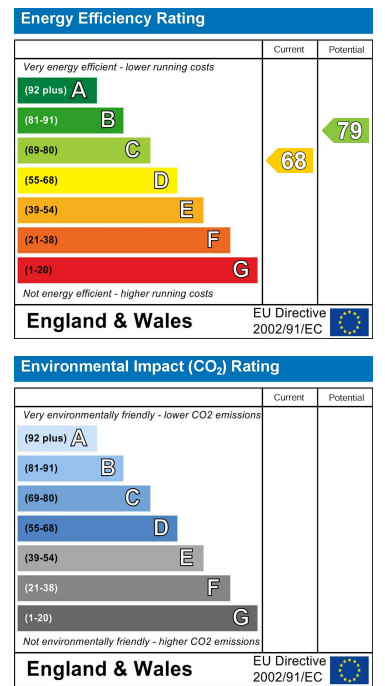 Energy Efficiency Rating
Current Potential
Very energy efficient - lower running costs
(92 plus) A
(81-91) B
79
(69-80) C
68
(55-68) D
(39-54) E
(21-38) F
(1-20) G
Not energy efficient - higher running costs
England & Wales
EU Directive
2002/91/EC
Environmental Impact (CO₂) Rating
Current Potential
Very environmentally friendly - lower CO2 emissions
(92 plus) A
(81-91) B
(69-80) C
(55-68) D
(39-54) E
(21-38) F
(1-20) G
Not environmentally friendly - higher CO2 emissions
England & Wales
EU Directive
2002/91/EC